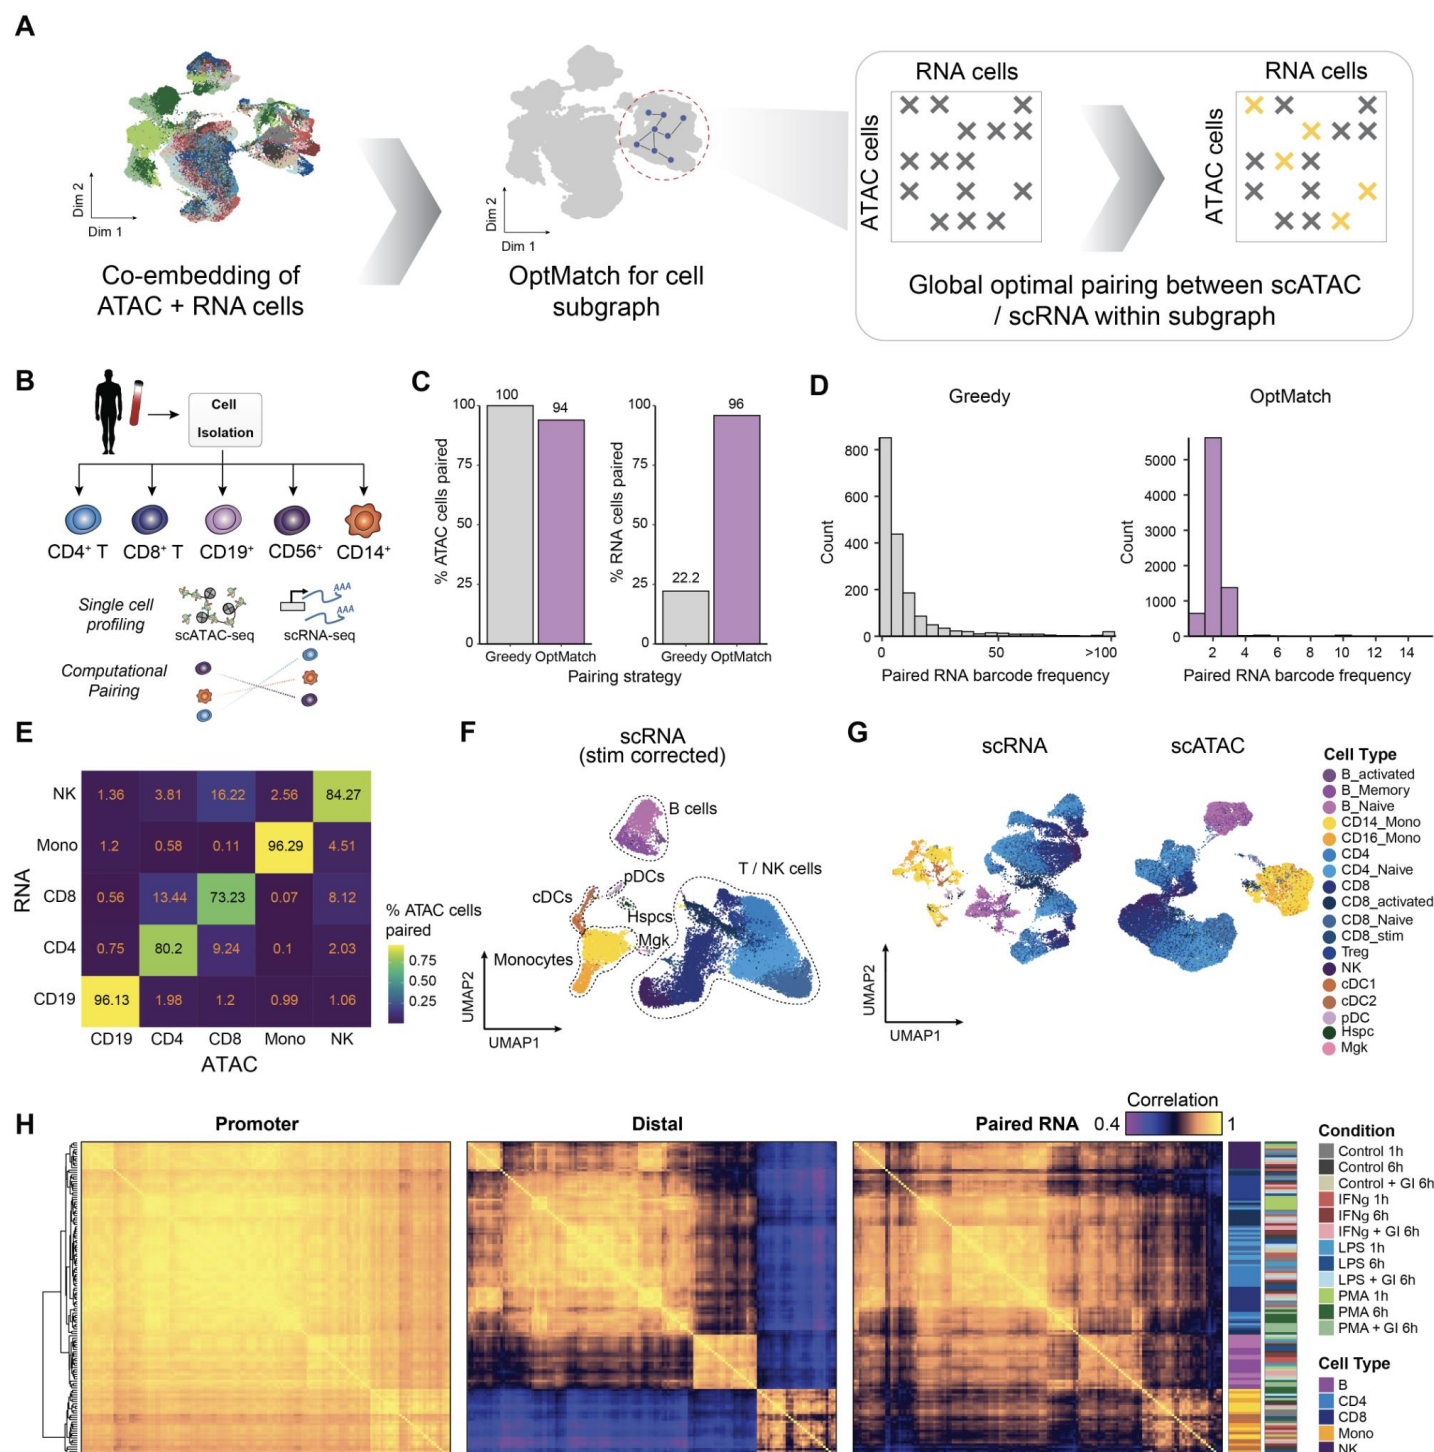 A
Dim 2
Dim 1
Co-embedding of
ATAC + RNA cells
Dim 2
Dim 1
OptMatch for cell
subgraph
RNA cells
ATAC cells
RNA cells
ATAC cells
Global optimal pairing between scATAC
/ scRNA within subgraph
B
Cell
Isolation
CD4+ T CD8+ T CD19+ CD56+ CD14+
Single cell
profiling
AAA
AAA
scATAC-seq scRNA-seq
Computational
Pairing
C
% ATAC cells paired
100
75
50
25
0
100
94
Greedy OptMatch
% RNA cells paired
100
75
50
25
0
22.2
96
Greedy OptMatch
Pairing strategy
D
Greedy
Count
800
600
400
200
0
0 50 >100
Paired RNA barcode frequency
OptMatch
Count
5000
4000
3000
2000
1000
0
2 4 6 8 10 12 14
Paired RNA barcode frequency
E
RNA
NK 1.36 3.81 16.22 2.56 84.27
Mono 1.2 0.58 0.11 96.29 4.51
CD8 0.56 13.44 73.23 0.07 8.12
CD4 0.75 80.2 9.24 0.1 2.03
CD19 96.13 1.98 1.2 0.99 1.06
CD19 CD4 CD8 Mono NK
ATAC
% ATAC cells
paired
0.75
0.50
0.25
F
scRNA
(stim corrected)
B cells
pDCs
T / NK cells
cDCs
Hspcs
Mgk
Monocytes
UMAP2
UMAP1
G
scRNA
scATAC
UMAP2
UMAP1
Cell Type
B_activated
B_Memory
B_Naive
CD14_Mono
CD16_Mono
CD4
CD4_Naive
CD8
CD8_activated
CD8_Naive
CD8_stim
Treg
NK
cDC1
cDC2
pDC
Hspc
Mgk
H
Promoter
Distal
Paired RNA
Correlation
0.4 1
Condition
Control 1h
Control 6h
Control + GI 6h
IFNg 1h
IFNg 6h
IFNg + GI 6h
LPS 1h
LPS 6h
LPS + GI 6h
PMA 1h
PMA 6h
PMA + GI 6h
Cell Type
B
CD4
CD8
Mono
NK